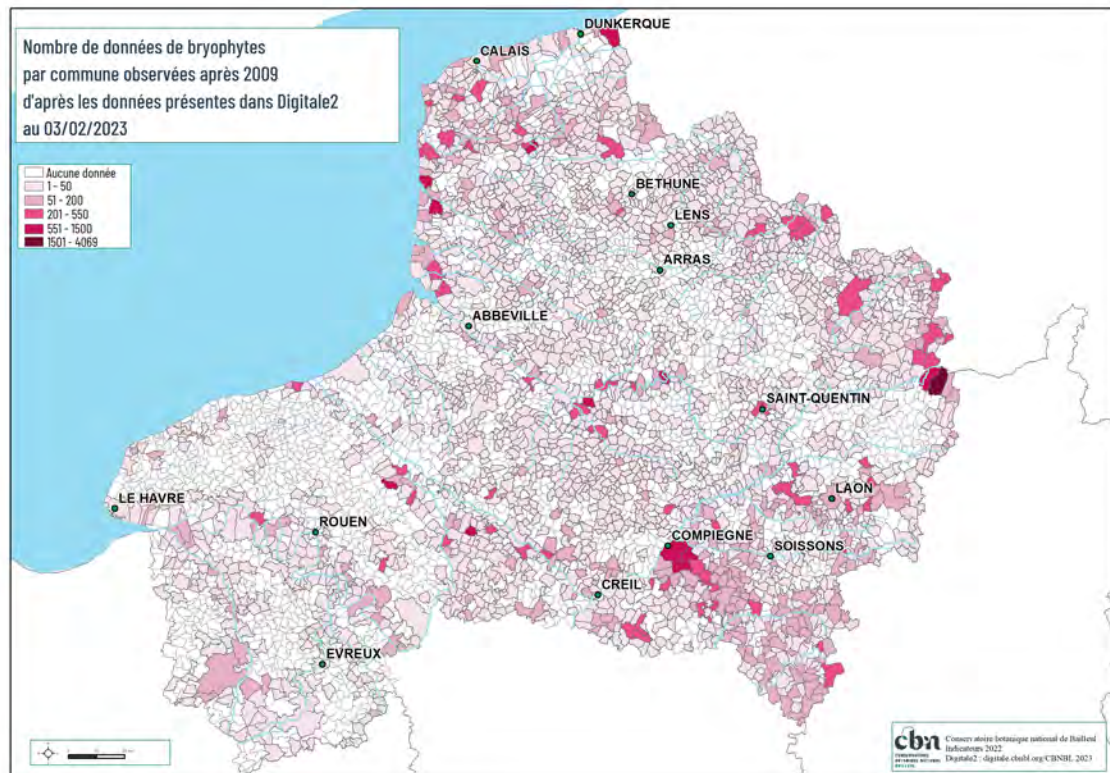 Nombre de données de bryophytes
par commune observées après 2009
d'après les données présentes dans Digitale2
au 03/02/2023
Aucune donnée
1 - 50
51 - 200
201 - 550
551 - 1500
1501 - 4069
DUNKERQUE
CALAIS
BETHUNE
LENS
ARRAS
ABBEVILLE
SAINT-QUENTIN
LAON
LE HAVRE
ROUEN
COMPIEGNE
SOISSONS
CREIL
EVREUX
cbn
Conservatoire botanique national de Bailleul
Indicateurs 2022
Digitale2 : digitale.cbnbl.org/CBNBL 2023